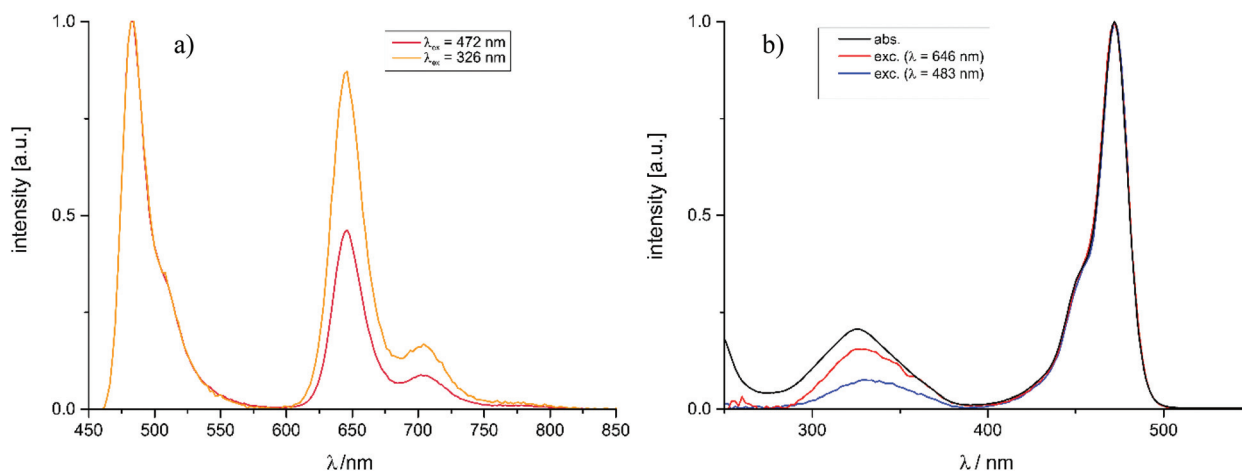 a)
λex = 472 nm
λex = 326 nm
1.0
0.5
0.0
intensity [a.u.]
450 500 550 600 650 700 750 800 850
λ/nm
b)
abs.
exc. (λ = 646 nm)
exc. (λ = 483 nm)
1.0
0.5
0.0
intensity [a.u.]
300 400 500
λ / nm